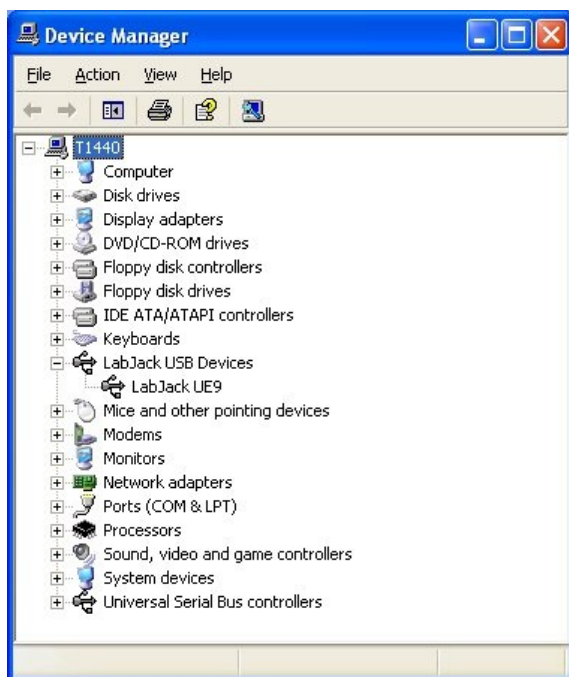 Device Manager
File Action View Help
T1440
Computer
Disk drives
Display adapters
DVD/CD-ROM drives
Floppy disk controllers
Floppy disk drives
IDE ATA/ATAPI controllers
Keyboards
LabJack USB Devices
LabJack UE9
Mice and other pointing devices
Modems
Monitors
Network adapters
Ports (COM & LPT)
Processors
Sound, video and game controllers
System devices
Universal Serial Bus controllers